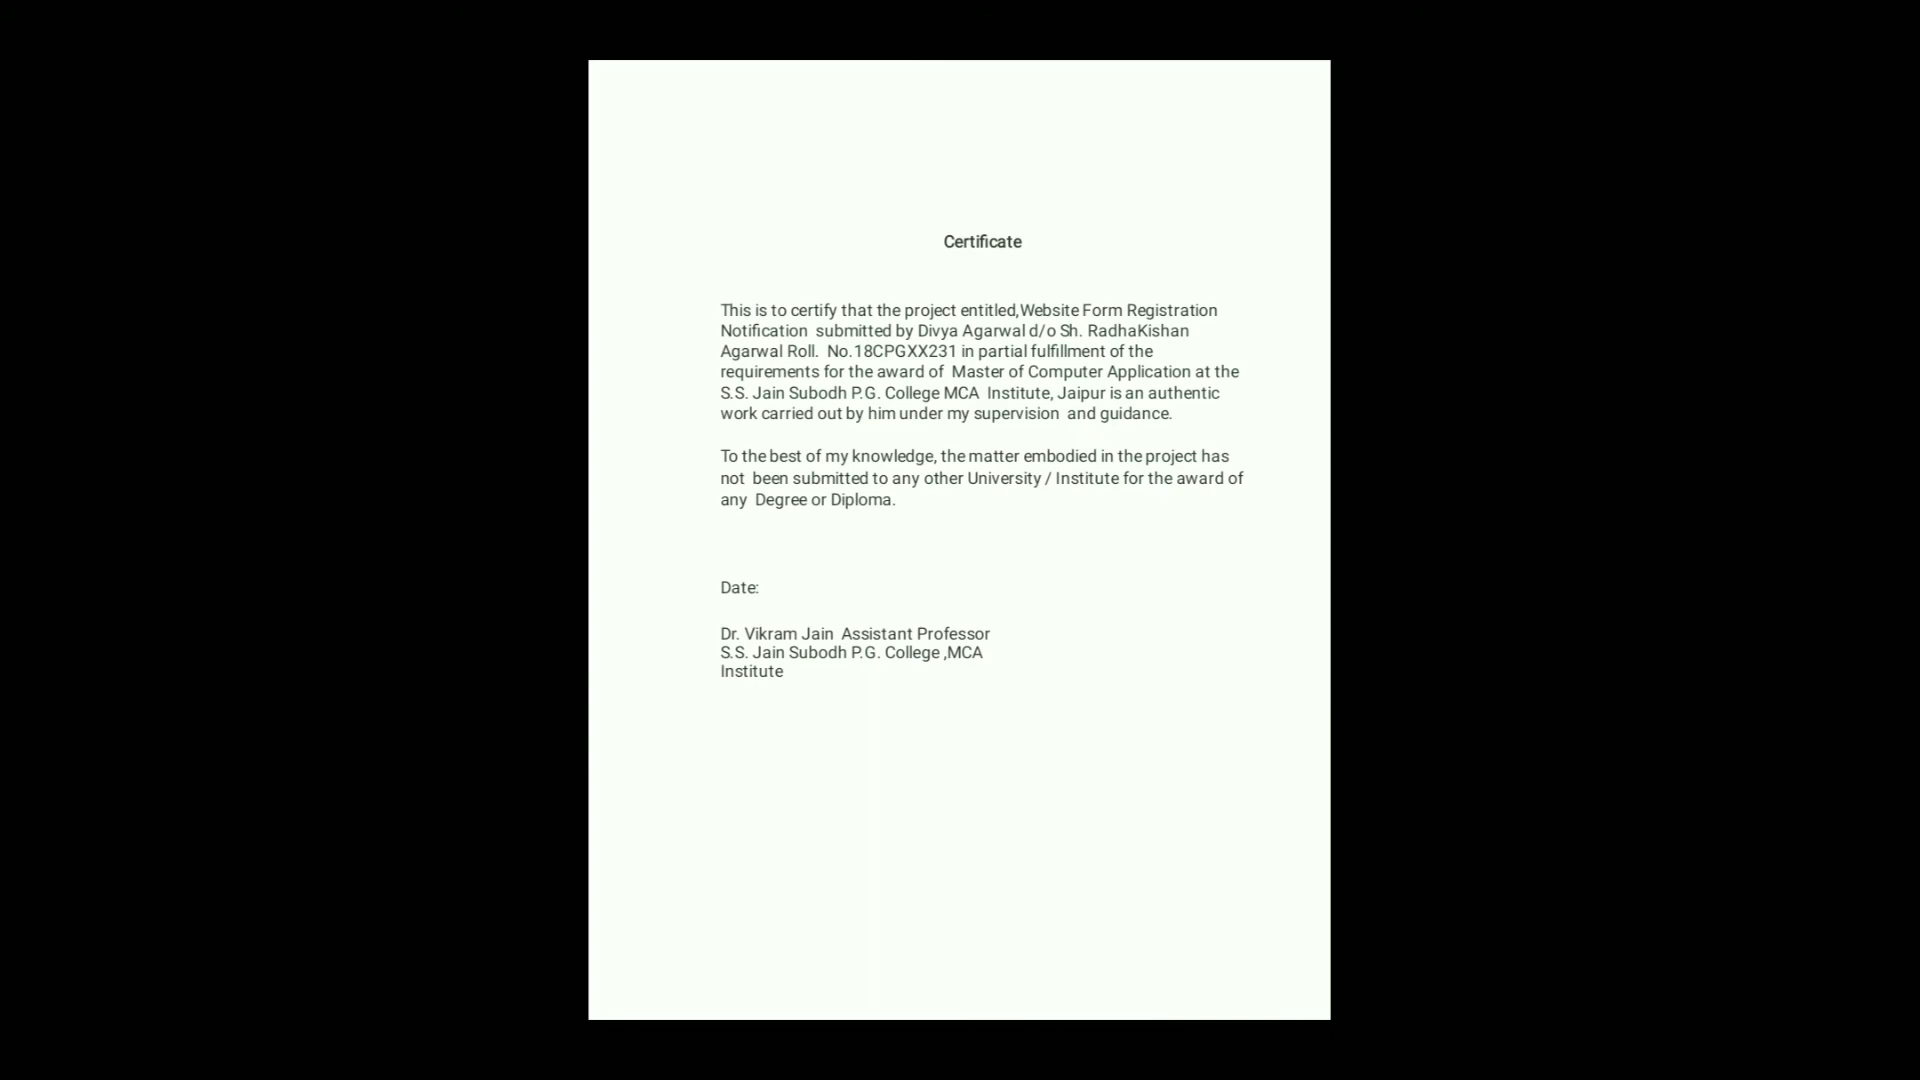 Certificate
This is to certify that the project entitled,Website Form Registration
Notification submitted by Divya Agarwal d/o Sh. RadhaKishan
Agarwal Roll. No.18CPGXX231 in partial fulfillment of the
requirements for the award of Master of Computer Application at the
S.S. Jain Subodh P.G. College MCA Institute, Jaipur is an authentic
work carried out by him under my supervision and guidance.
To the best of my knowledge, the matter embodied in the project has
not been submitted to any other University / Institute for the award of
any Degree or Diploma.
Date:
Dr. Vikram Jain Assistant Professor
S.S. Jain Subodh P.G. College ,MCA
Institute